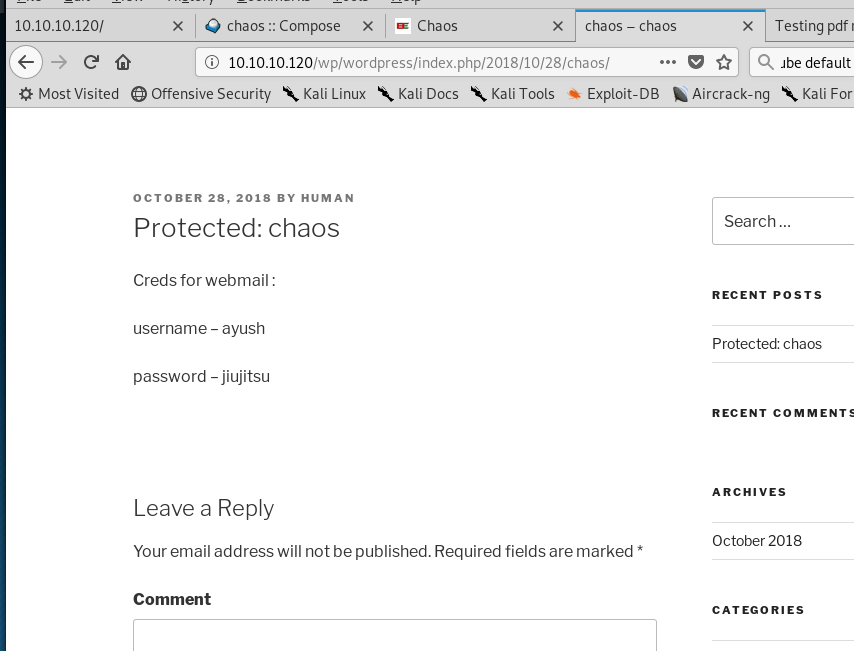 10.10.10.120/ chaos :: Compose Chaos chaos – chaos Testing pdf
10.10.10.120/wp/wordpress/index.php/2018/10/28/chaos/ ube default
Most Visited Offensive Security Kali Linux Kali Docs Kali Tools Exploit-DB Aircrack-ng Kali For
OCTOBER 28, 2018 BY HUMAN
Protected: chaos
Creds for webmail :
username – ayush
password – jiujitsu
Search …
RECENT POSTS
Protected: chaos
RECENT COMMENTS
ARCHIVES
October 2018
CATEGORIES
Leave a Reply
Your email address will not be published. Required fields are marked *
Comment